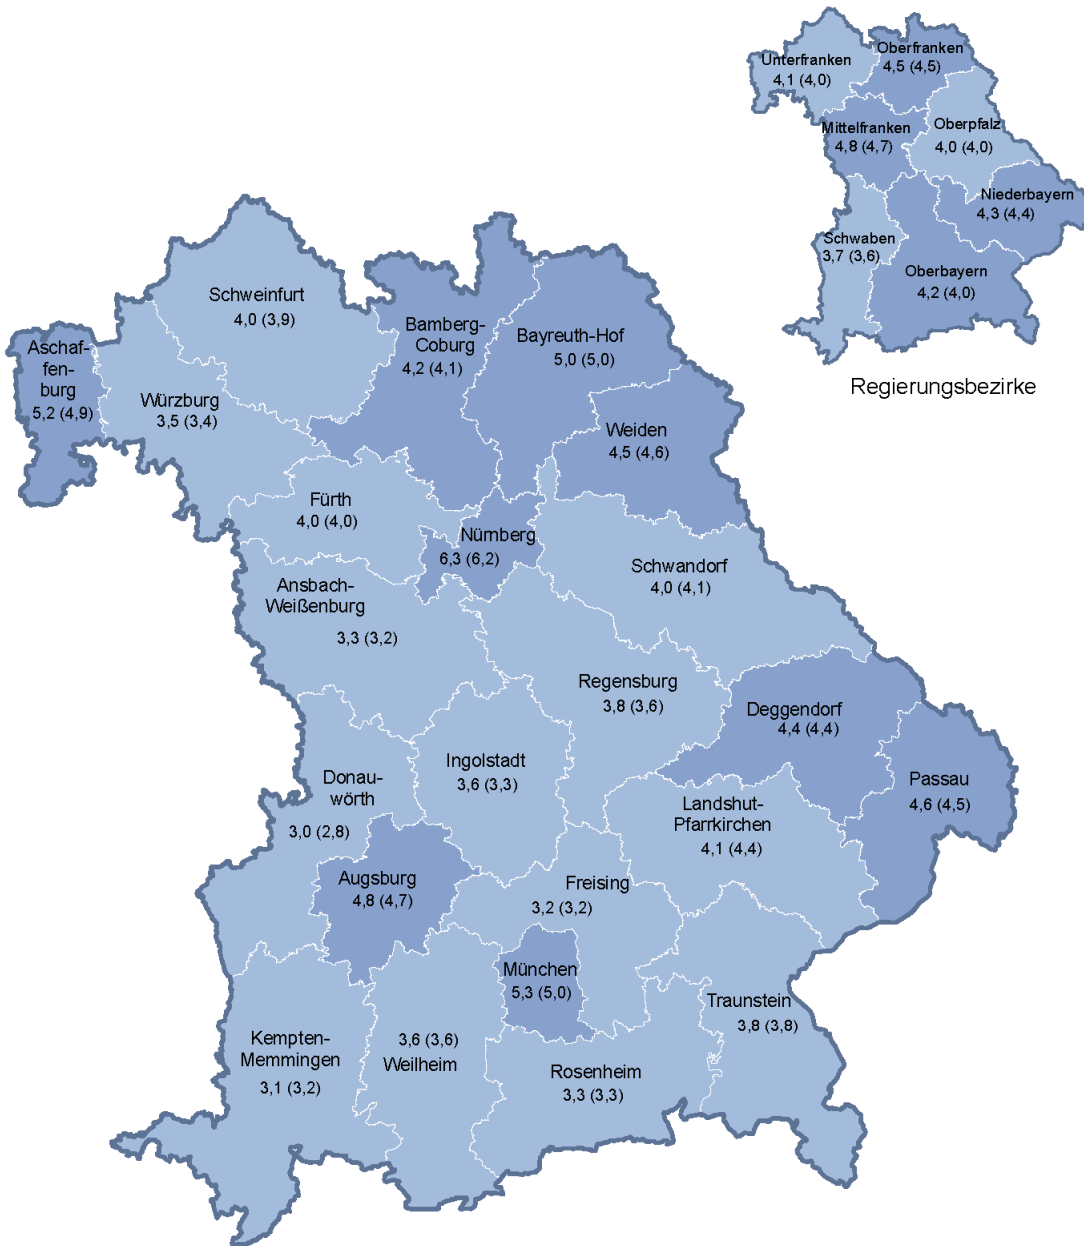 Unterfranken
4,1 (4,0)
Oberfranken
4,5 (4,5)
Mittelfranken
4,8 (4,7)
Oberpfalz
4,0 (4,0)
Niederbayern
4,3 (4,4)
Schwaben
3,7 (3,6)
Oberbayern
4,2 (4,0)
Regierungsbezirke
Schweinfurt
4,0 (3,9)
Bamberg-
Coburg
4,2 (4,1)
Bayreuth-Hof
5,0 (5,0)
Aschaf-
fen-
burg
5,2 (4,9)
Würzburg
3,5 (3,4)
Weiden
4,5 (4,6)
Fürth
4,0 (4,0)
Nürnberg
6,3 (6,2)
Schwandorf
4,0 (4,1)
Ansbach-
Weißenburg
3,3 (3,2)
Regensburg
3,8 (3,6)
Deggendorf
4,4 (4,4)
Ingolstadt
3,6 (3,3)
Donau-
wörth
3,0 (2,8)
Passau
4,6 (4,5)
Landshut-
Pfarrkirchen
4,1 (4,4)
Augsburg
4,8 (4,7)
Freising
3,2 (3,2)
München
5,3 (5,0)
Traunstein
3,8 (3,8)
Kempten-
Memmingen
3,1 (3,2)
3,6 (3,6)
Weilheim
Rosenheim
3,3 (3,3)